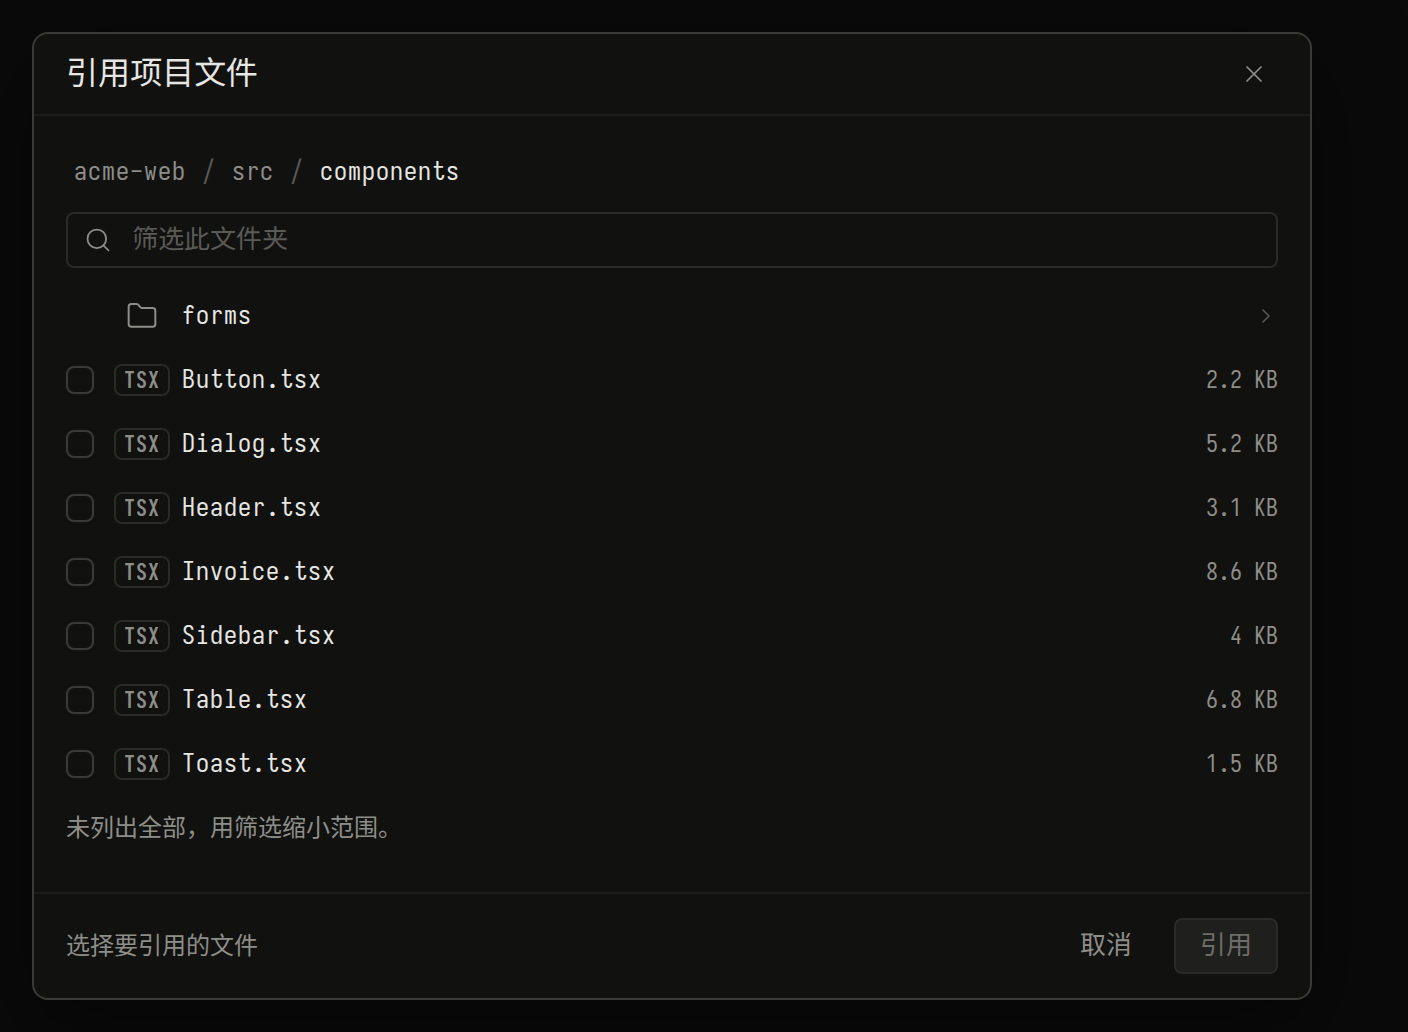 引用项目文件
acme-web / src / components
筛选此文件夹
forms
TSX Button.tsx 2.2 KB
TSX Dialog.tsx 5.2 KB
TSX Header.tsx 3.1 KB
TSX Invoice.tsx 8.6 KB
TSX Sidebar.tsx 4 KB
TSX Table.tsx 6.8 KB
TSX Toast.tsx 1.5 KB
未列出全部，用筛选缩小范围。
选择要引用的文件 取消 引用